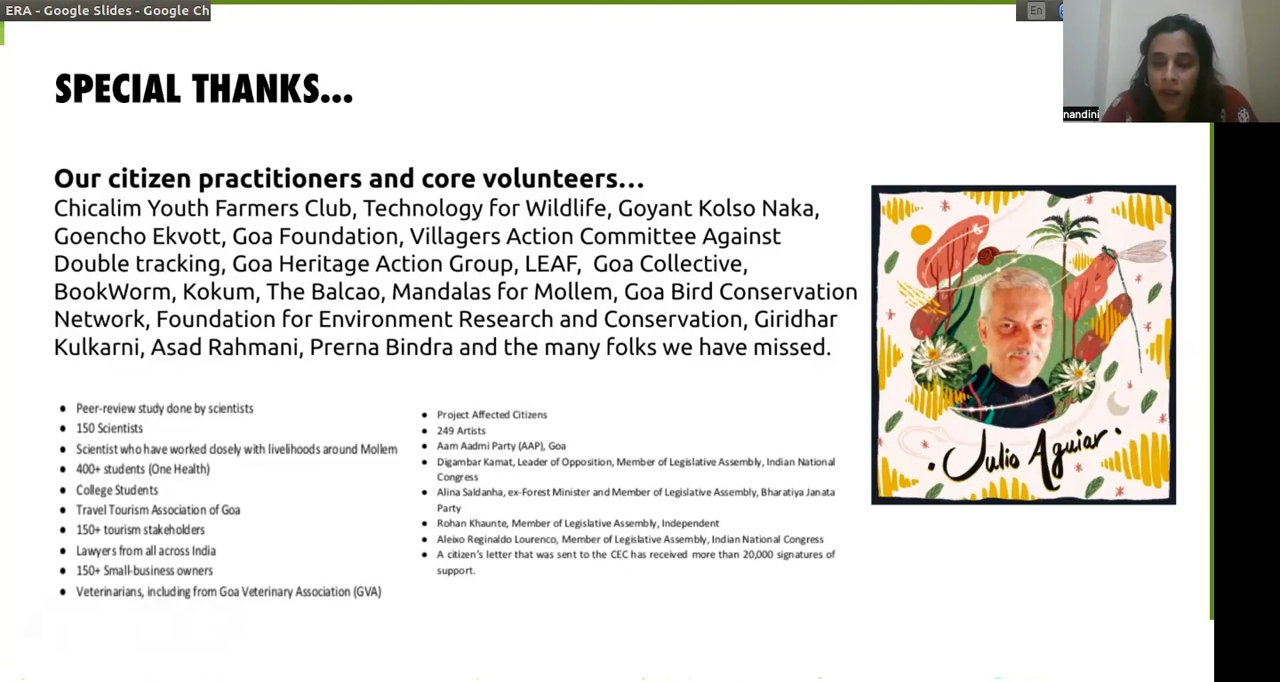 ERA - Google Slides - Google Ch
En
nandini
SPECIAL THANKS...
Our citizen practitioners and core volunteers...
Chicalim Youth Farmers Club, Technology for Wildlife, Goyant Kolso Naka,
Goencho Ekvott, Goa Foundation, Villagers Action Committee Against
Double tracking, Goa Heritage Action Group, LEAF, Goa Collective,
BookWorm, Kokum, The Balcao, Mandalas for Mollem, Goa Bird Conservation
Network, Foundation for Environment Research and Conservation, Giridhar
Kulkarni, Asad Rahmani, Prerna Bindra and the many folks we have missed.
• Peer-review study done by scientists
• 150 Scientists
• Scientist who have worked closely with livelihoods around Mollem
• 400+ students (One Health)
• College Students
• Travel Tourism Association of Goa
• 150+ tourism stakeholders
• Lawyers from all across India
• 150+ Small-business owners
• Veterinarians, including from Goa Veterinary Association (GVA)
• Project Affected Citizens
• 249 Artists
• Aam Aadmi Party (AAP), Goa
• Digambar Kamat, Leader of Opposition, Member of Legislative Assembly, Indian National
Congress
• Alina Saldanha, ex-Forest Minister and Member of Legislative Assembly, Bharatiya Janata
Party
• Rohan Khaunte, Member of Legislative Assembly, Independent
• Aleixo Reginaldo Lourenco, Member of Legislative Assembly, Indian National Congress
• A citizen's letter that was sent to the CEC has received more than 20,000 signatures of
support.
. Julio Aguiar .